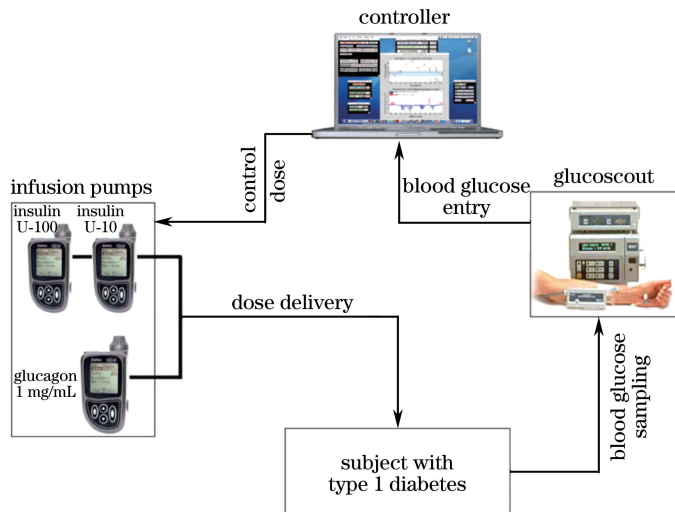 controller
control
dose
blood glucose
entry
glucoscout
infusion pumps
insulin
U-100
insulin
U-10
dose delivery
glucagon
1 mg/mL
blood glucose
sampling
subject with
type 1 diabetes